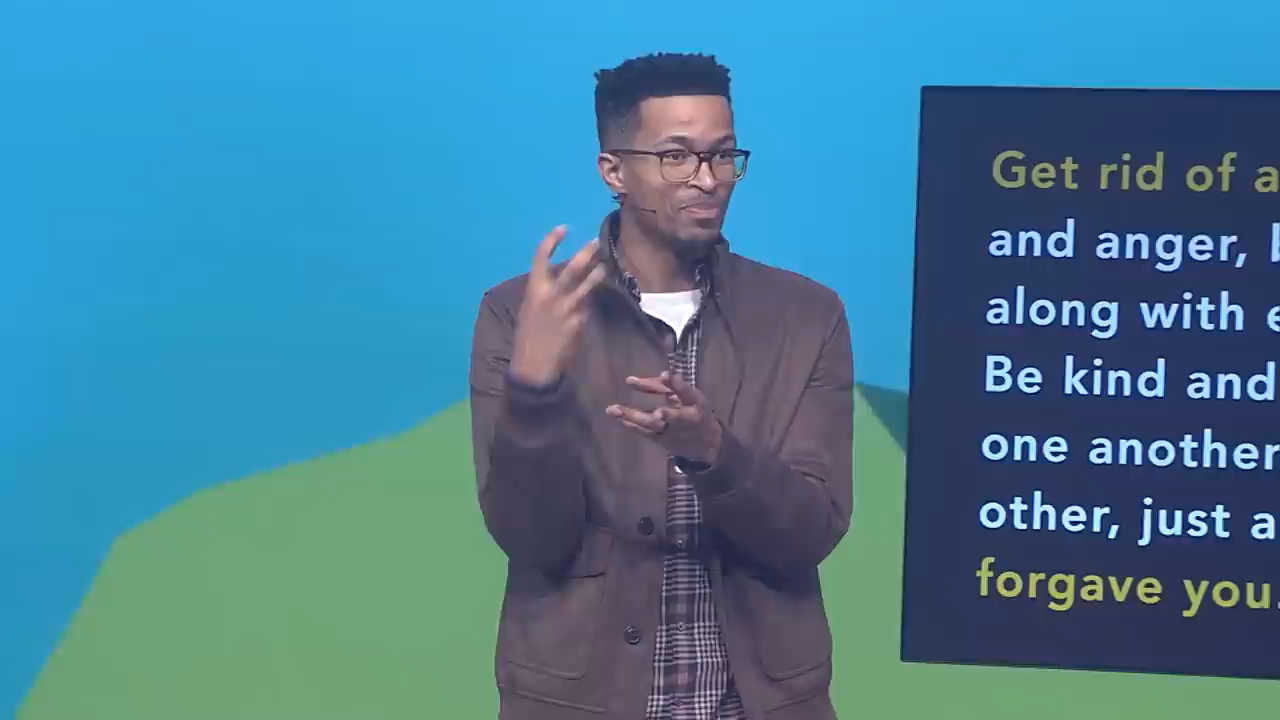 Get rid of a
and anger,
along with
Be kind and
one another
other, just a
forgave you.